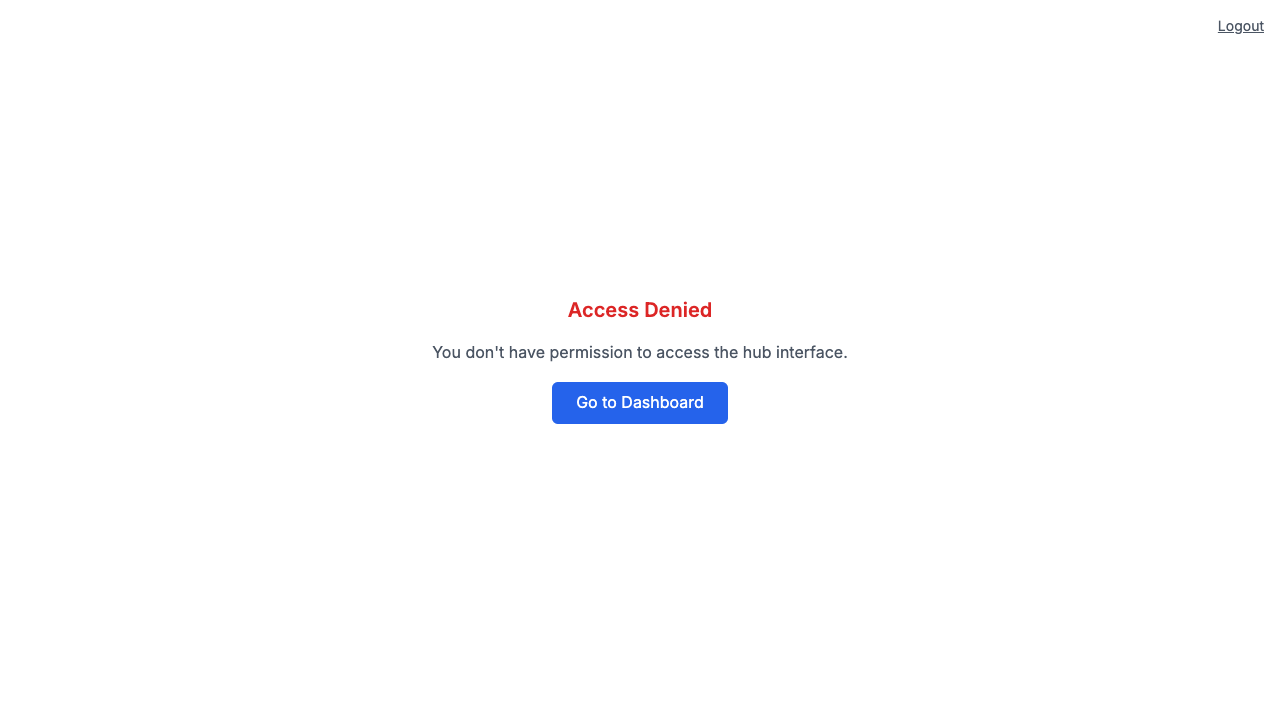 Logout
Access Denied
You don't have permission to access the hub interface.
Go to Dashboard